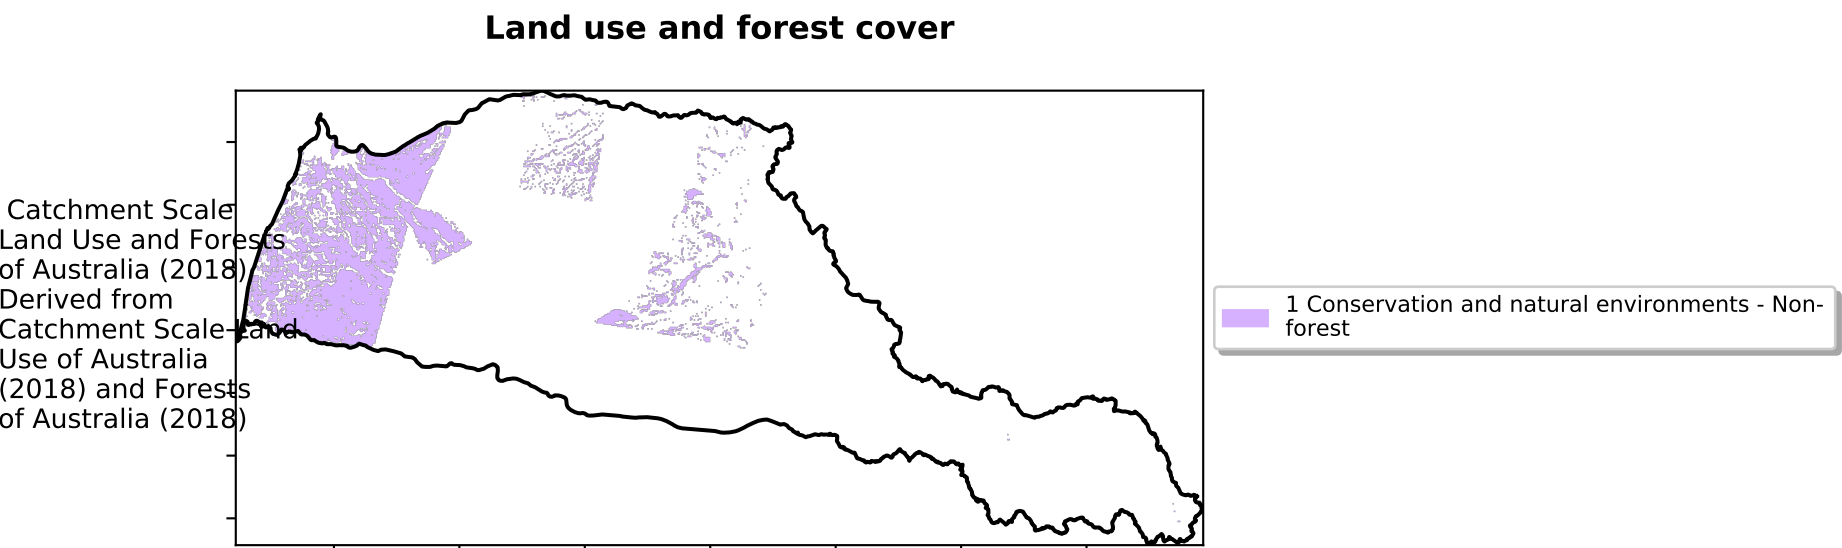 Land use and forest cover
Catchment Scale
Land Use and Forests
of Australia (2018)
Derived from
Catchment Scale Land
Use of Australia
(2018) and Forests
of Australia (2018)
1 Conservation and natural environments - Non-
forest